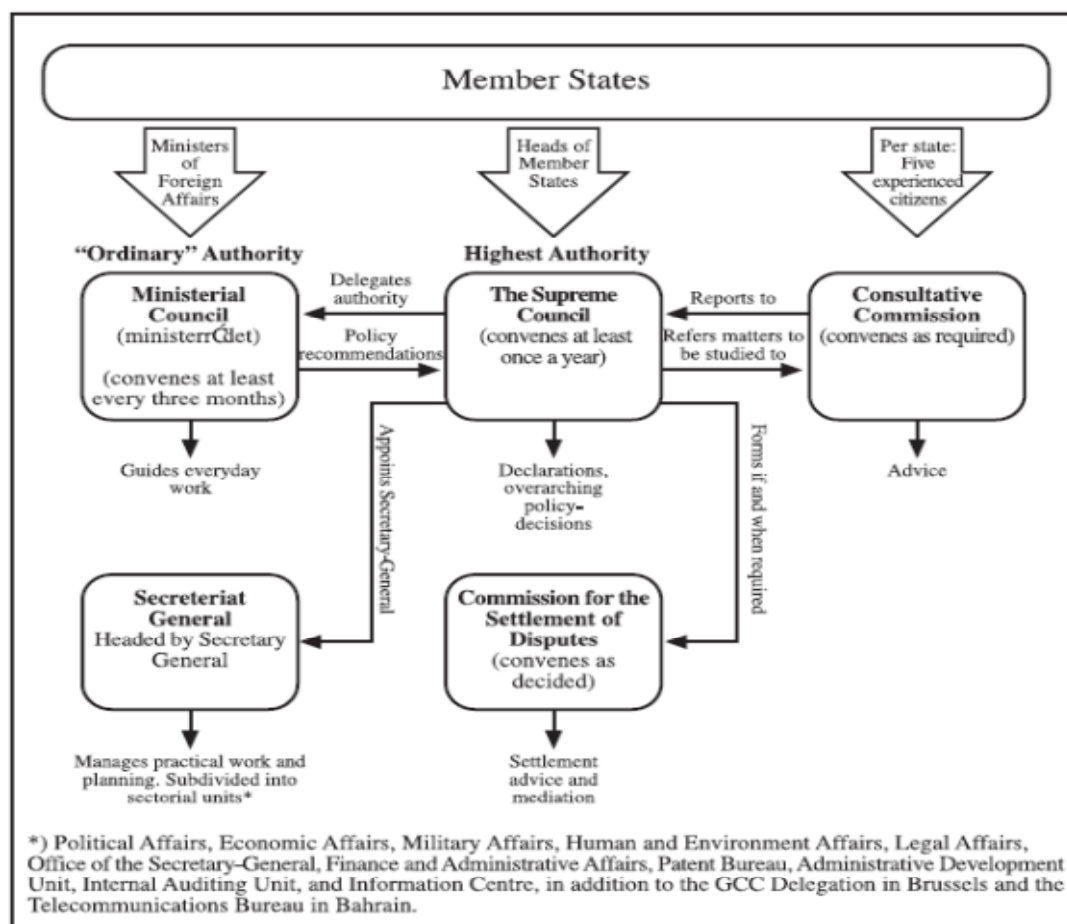 Member States
Ministers
of
Foreign
Affairs
Heads of
Member
States
Per state:
Five
experienced
citizens
“Ordinary” Authority
Highest Authority
Ministerial
Council
(ministerrĆdet)
(convenes at least
every three months)
Delegates
authority
Policy
recommendations
The Supreme
Council
(convenes at least
once a year)
Reports to
Refers matters to
be studied to
Consultative
Commission
(convenes as required)
Guides everyday
work
Appoints Secretary-General
Declarations,
overarching
policy-
decisions
Forms if and when required
Advice
Secreteriat
General
Headed by Secretary
General
Commission for the
Settlement of
Disputes
(convenes as
decided)
Manages practical work and
planning. Subdivided into
sectorial units*
Settlement
advice and
mediation
*) Political Affairs, Economic Affairs, Military Affairs, Human and Environment Affairs, Legal Affairs,
Office of the Secretary-General, Finance and Administrative Affairs, Patent Bureau, Administrative Development
Unit, Internal Auditing Unit, and Information Centre, in addition to the GCC Delegation in Brussels and the
Telecommunications Bureau in Bahrain.